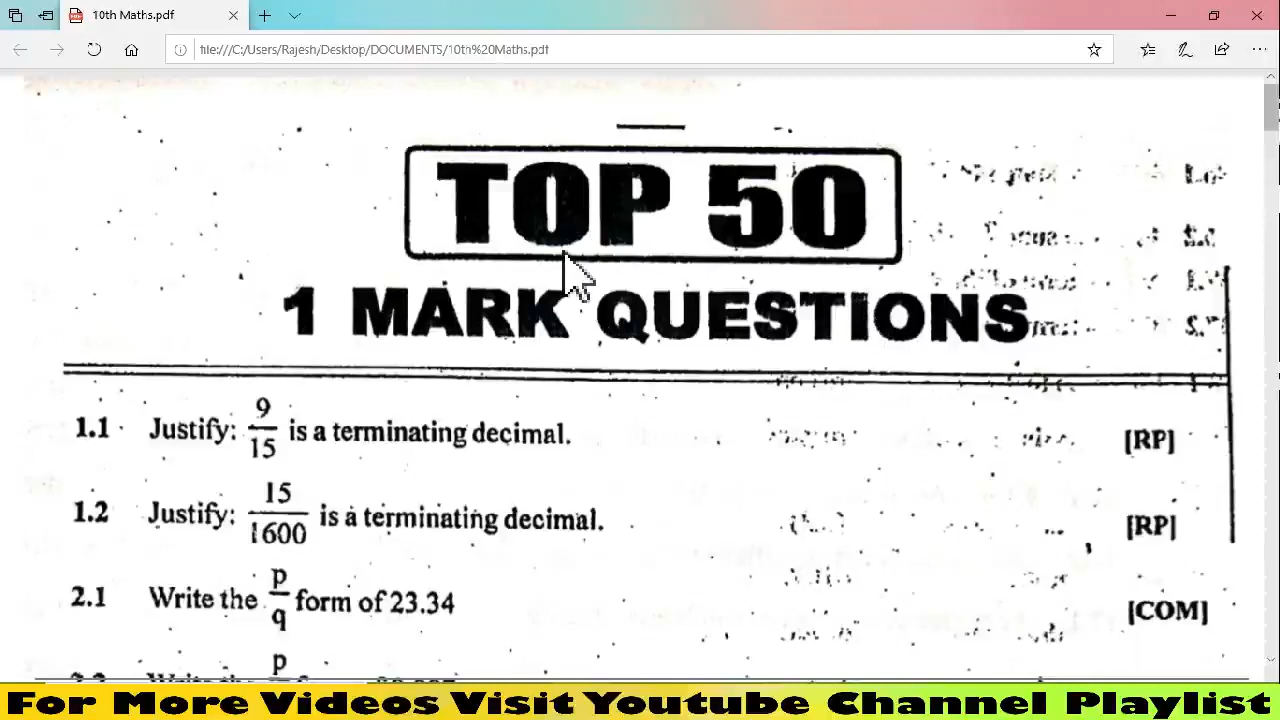 10th Maths.pdf
file:///C:/Users/Rajesh/Desktop/DOCUMENTS/10th%20Maths.pdf
TOP 50
1 MARK QUESTIONS
1.1 Justify: 9/15 is a terminating decimal. [RP]
1.2 Justify: 15/1600 is a terminating decimal. [RP]
2.1 Write the p/q form of 23.34 [COM]
For More Videos Visit Youtube Channel Playlist